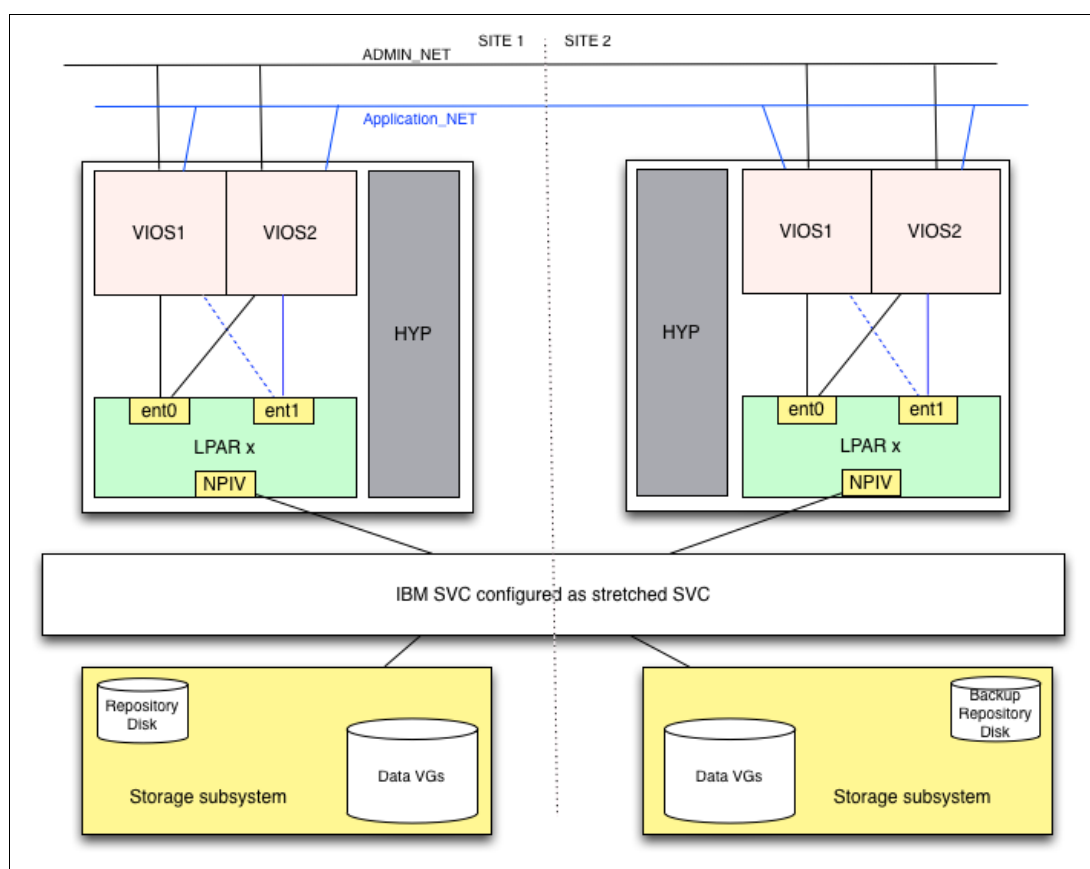 SITE 1
SITE 2
ADMIN_NET
Application_NET
VIOS1
VIOS2
HYP
ent0
ent1
LPAR x
NPIV
HYP
VIOS1
VIOS2
ent0
ent1
LPAR x
NPIV
IBM SVC configured as stretched SVC
Repository
Disk
Data VGs
Storage subsystem
Backup
Repository
Disk
Data VGs
Storage subsystem